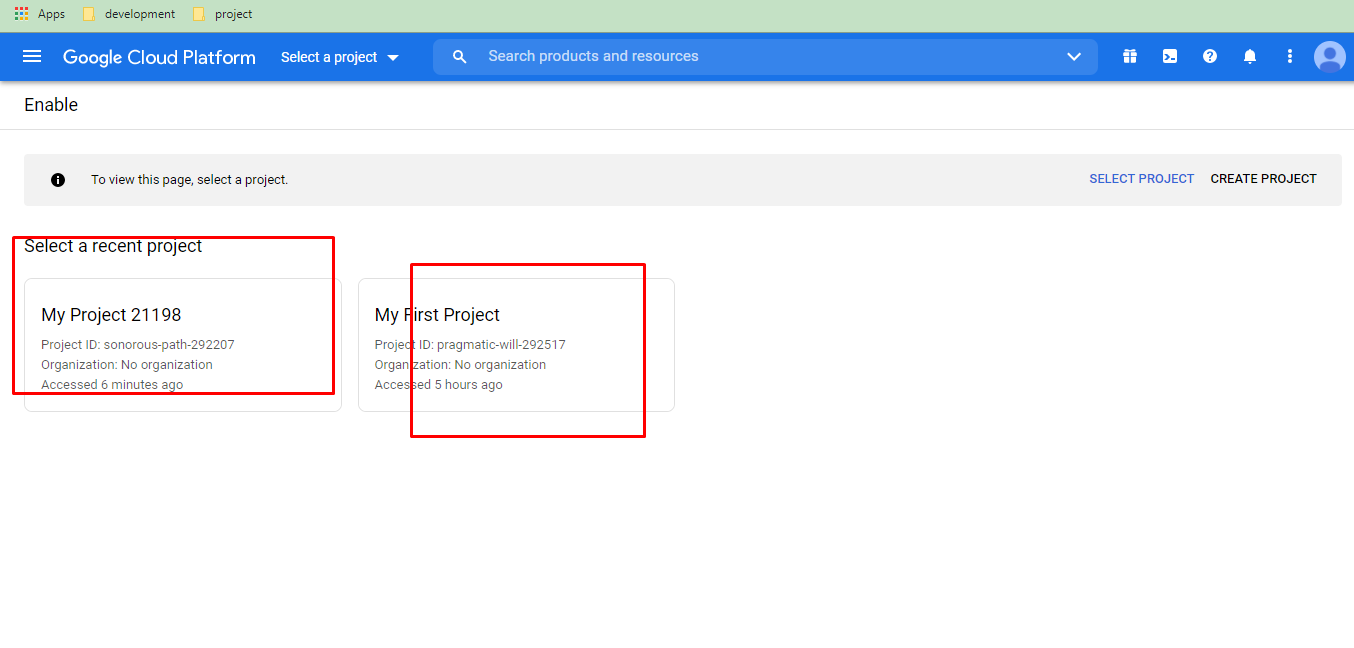 Apps development project
Google Cloud Platform Select a project Search products and resources
Enable
To view this page, select a project. SELECT PROJECT CREATE PROJECT
Select a recent project
My Project 21198
Project ID: sonorous-path-292207
Organization: No organization
Accessed 6 minutes ago
My First Project
Project ID: pragmatic-will-292517
Organization: No organization
Accessed 5 hours ago